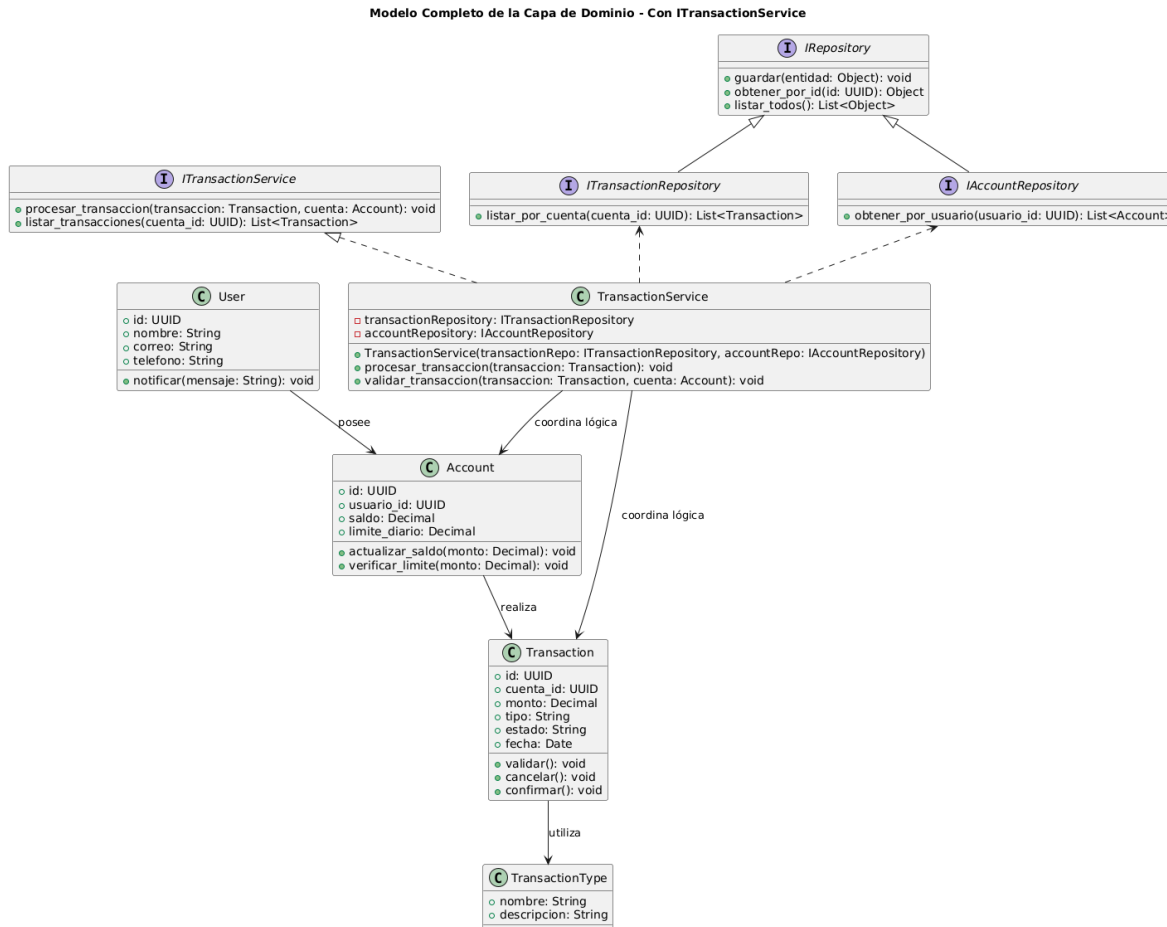 Modelo Completo de la Capa de Dominio - Con ITransactionService
I IRepository
guardar(entidad: Object): void
obtener_por_id(id: UUID): Object
listar_todos(): List<Object>
I ITransactionService
procesar_transaccion(transaccion: Transaction, cuenta: Account): void
listar_transacciones(cuenta_id: UUID): List<Transaction>
I ITransactionRepository
listar_por_cuenta(cuenta_id: UUID): List<Transaction>
I IAccountRepository
obtener_por_usuario(usuario_id: UUID): List<Account>
C User
id: UUID
nombre: String
correo: String
telefono: String
notificar(mensaje: String): void
C TransactionService
transactionRepository: ITransactionRepository
accountRepository: IAccountRepository
TransactionService(transactionRepo: ITransactionRepository, accountRepo: IAccountRepository)
procesar_transaccion(transaccion: Transaction): void
validar_transaccion(transaccion: Transaction, cuenta: Account): void
posee
coordina lógica
C Account
id: UUID
usuario_id: UUID
saldo: Decimal
limite_diario: Decimal
actualizar_saldo(monto: Decimal): void
verificar_limite(monto: Decimal): void
coordina lógica
realiza
C Transaction
id: UUID
cuenta_id: UUID
monto: Decimal
tipo: String
estado: String
fecha: Date
validar(): void
cancelar(): void
confirmar(): void
utiliza
C TransactionType
nombre: String
descripcion: String